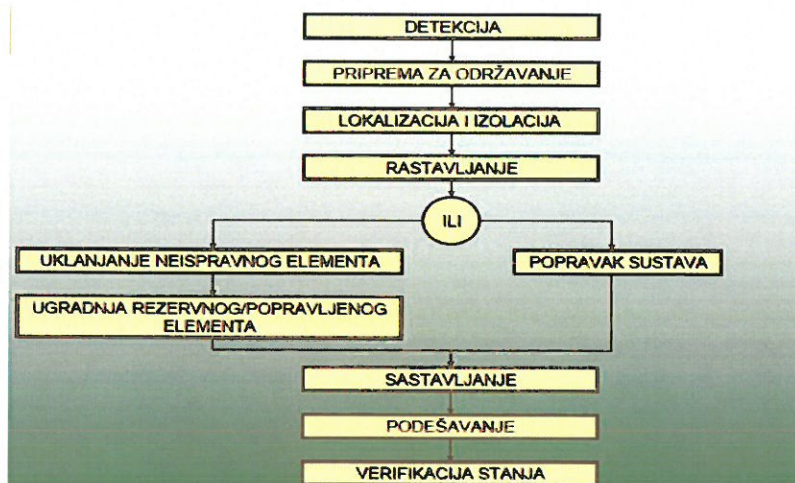 DETEKCIJA
PRIPREMA ZA ODRŽAVANJE
LOKALIZACIJA I IZOLACIJA
RASTAVLJANJE
ILI
UKLANJANJE NEISPRAVNOG ELEMENTA
POPRAVAK SUSTAVA
UGRADNJA REZERVNOG/POPRAVLJENOG
ELEMENTA
SASTAVLJANJE
PODEŠAVANJE
VERIFIKACIJA STANJA